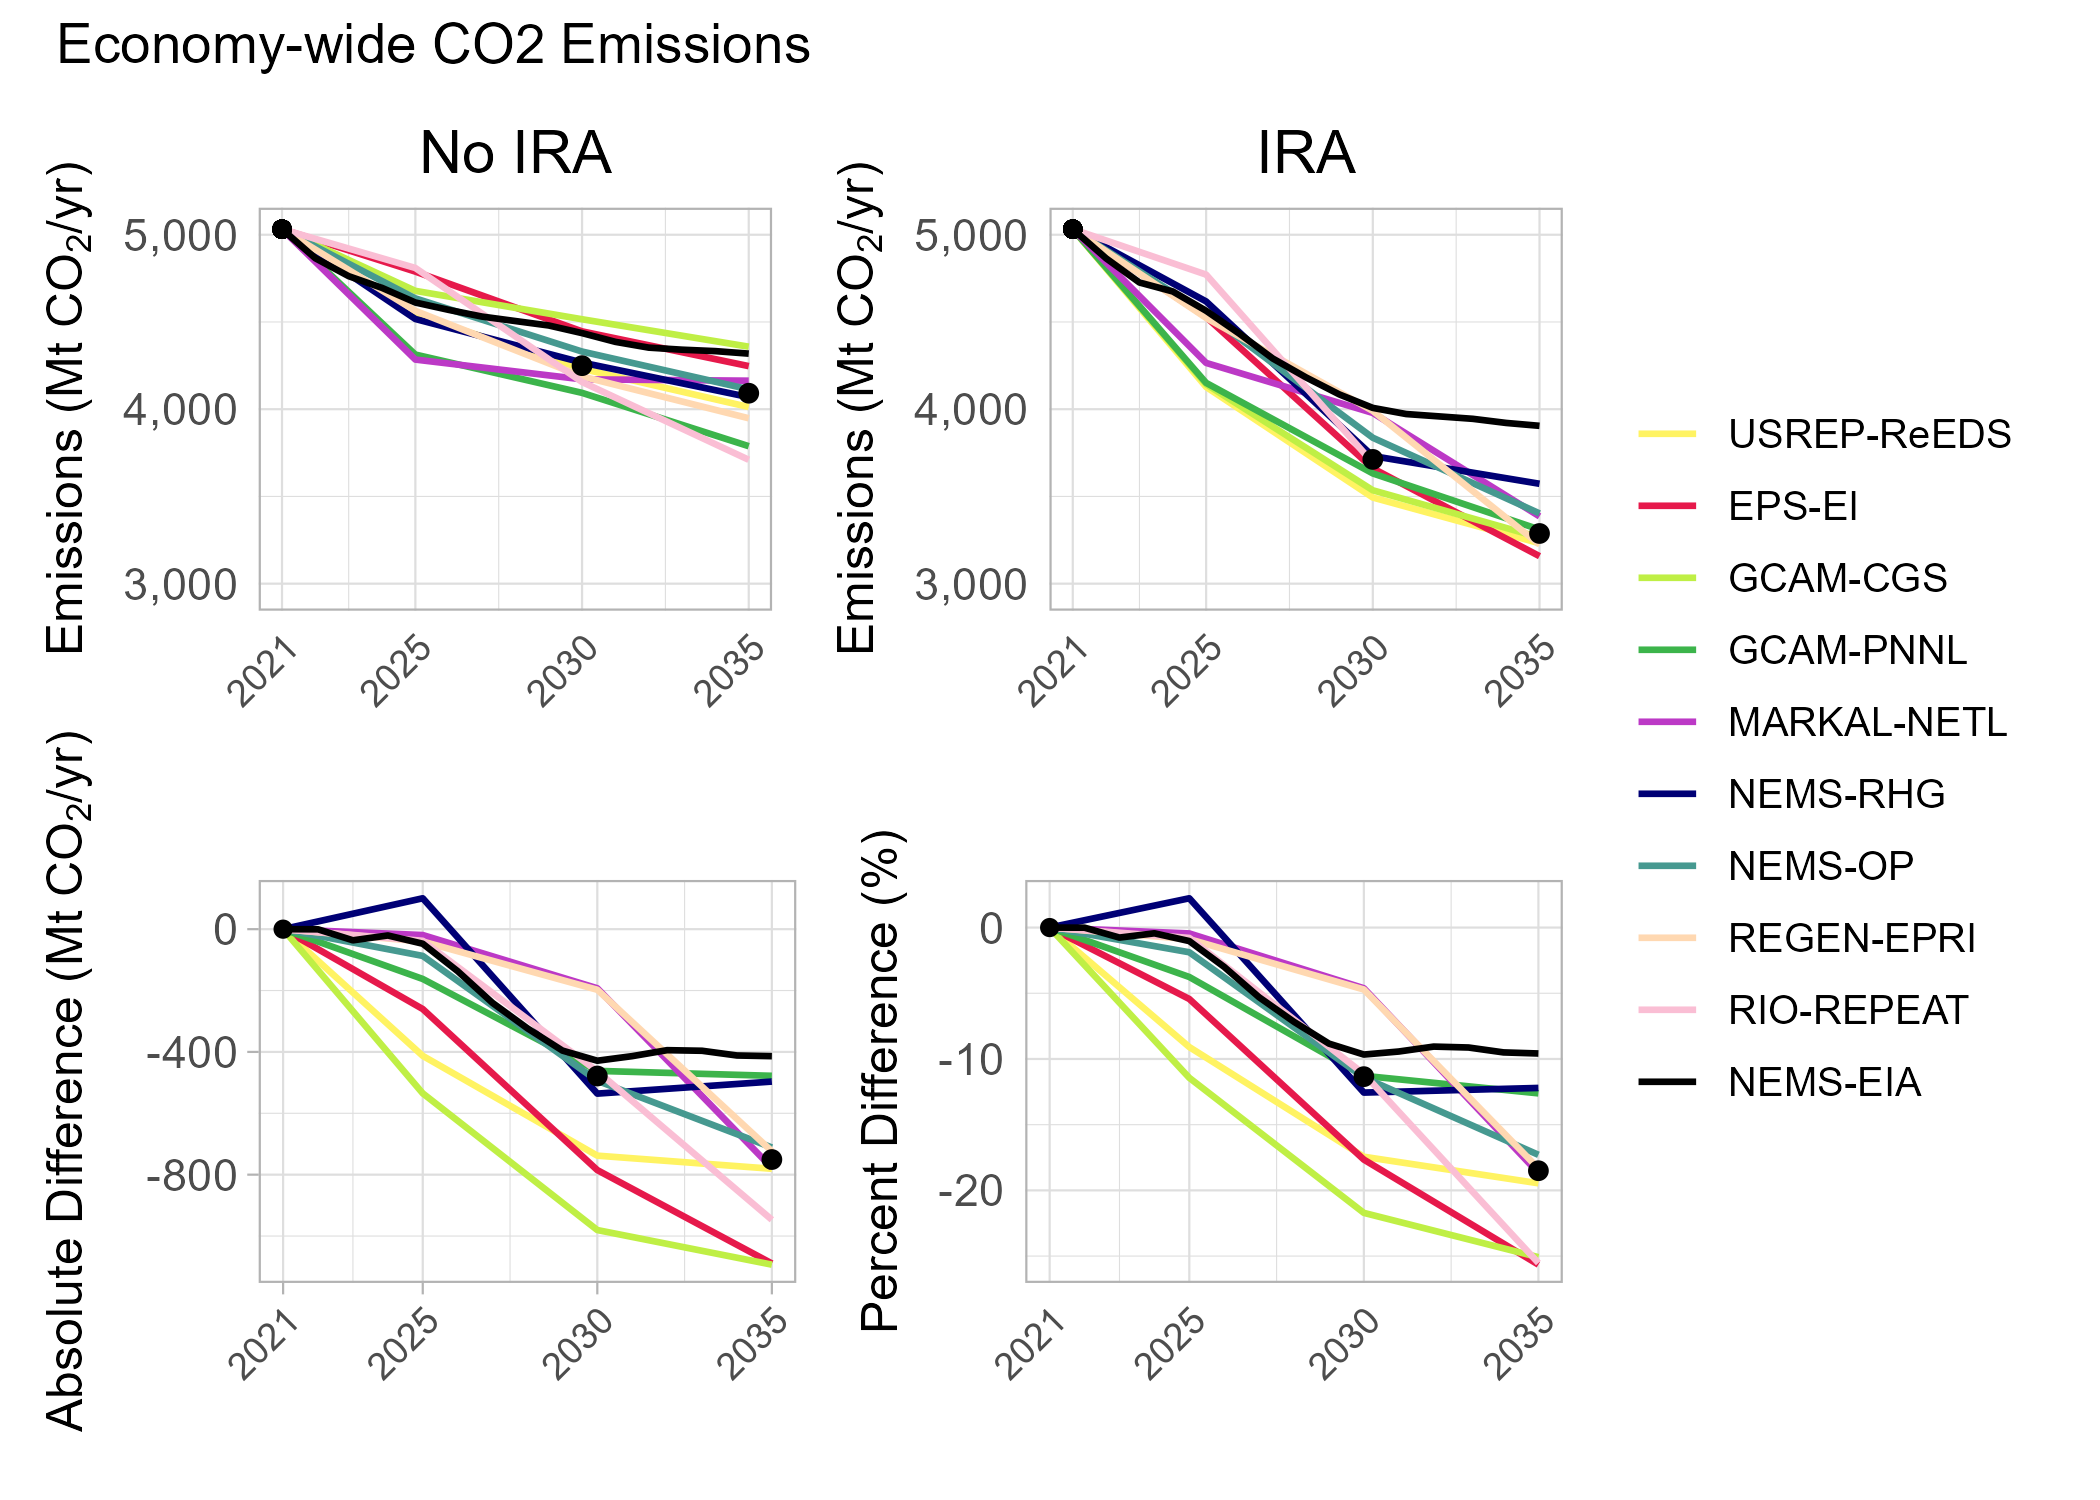 Economy-wide CO2 Emissions
No IRA
IRA
Emissions (Mt CO₂/yr)
5,000
4,000
3,000
2021
2025
2030
2035
Emissions (Mt CO₂/yr)
5,000
4,000
3,000
2021
2025
2030
2035
Absolute Difference (Mt CO₂/yr)
0
-400
-800
2021
2025
2030
2035
Percent Difference (%)
0
-10
-20
2021
2025
2030
2035
USREP-ReEDS
EPS-EI
GCAM-CGS
GCAM-PNNL
MARKAL-NETL
NEMS-RHG
NEMS-OP
REGEN-EPRI
RIO-REPEAT
NEMS-EIA